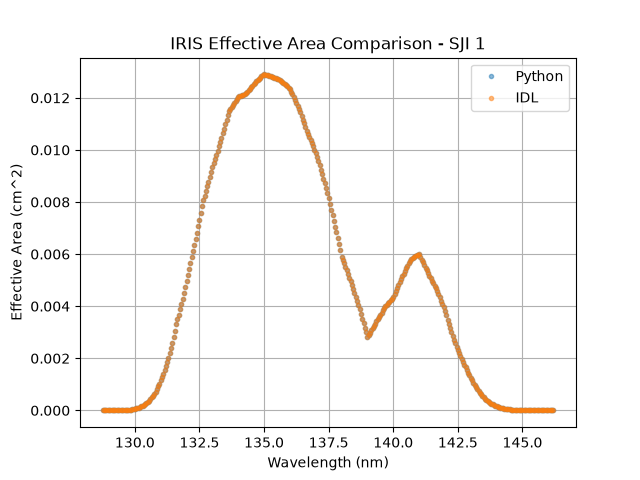 IRIS Effective Area Comparison - SJI 1
Python
IDL
Effective Area (cm^2)
0.012
0.010
0.008
0.006
0.004
0.002
0.000
130.0 132.5 135.0 137.5 140.0 142.5 145.0
Wavelength (nm)